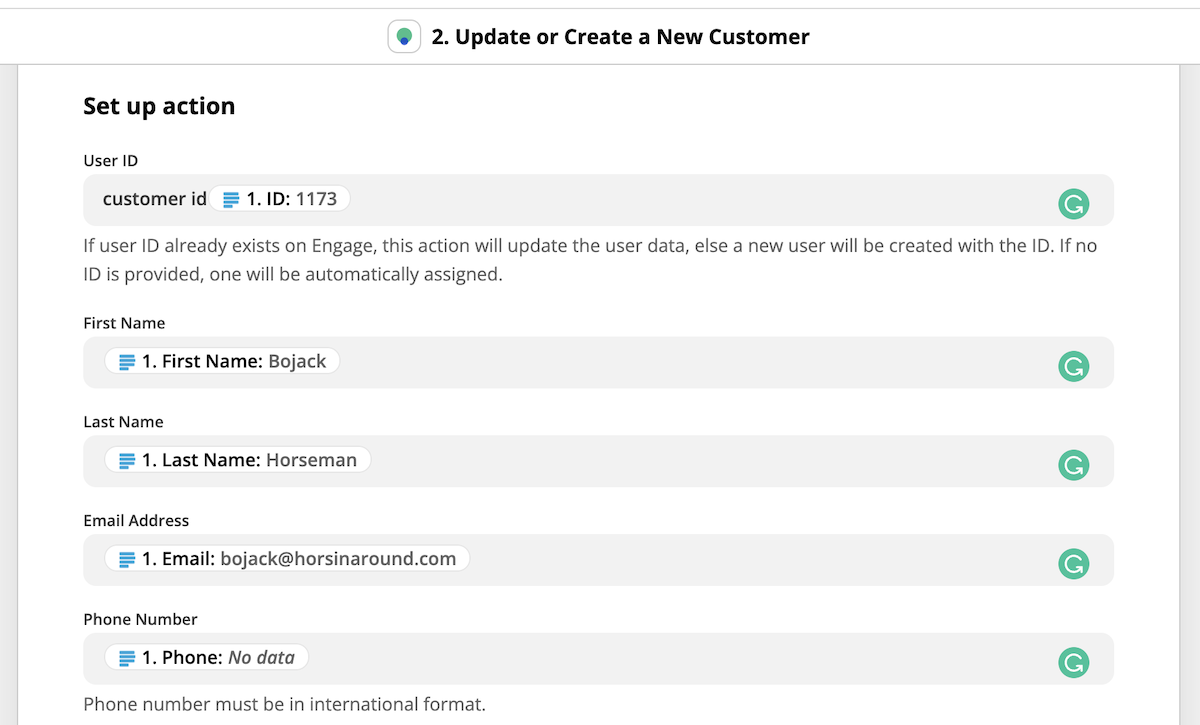 2. Update or Create a New Customer
Set up action
User ID
customer id 1. ID: 1173
If user ID already exists on Engage, this action will update the user data, else a new user will be created with the ID. If no
ID is provided, one will be automatically assigned.
First Name
1. First Name: Bojack
Last Name
1. Last Name: Horseman
Email Address
1. Email: bojack@horsinaround.com
Phone Number
1. Phone: No data
Phone number must be in international format.